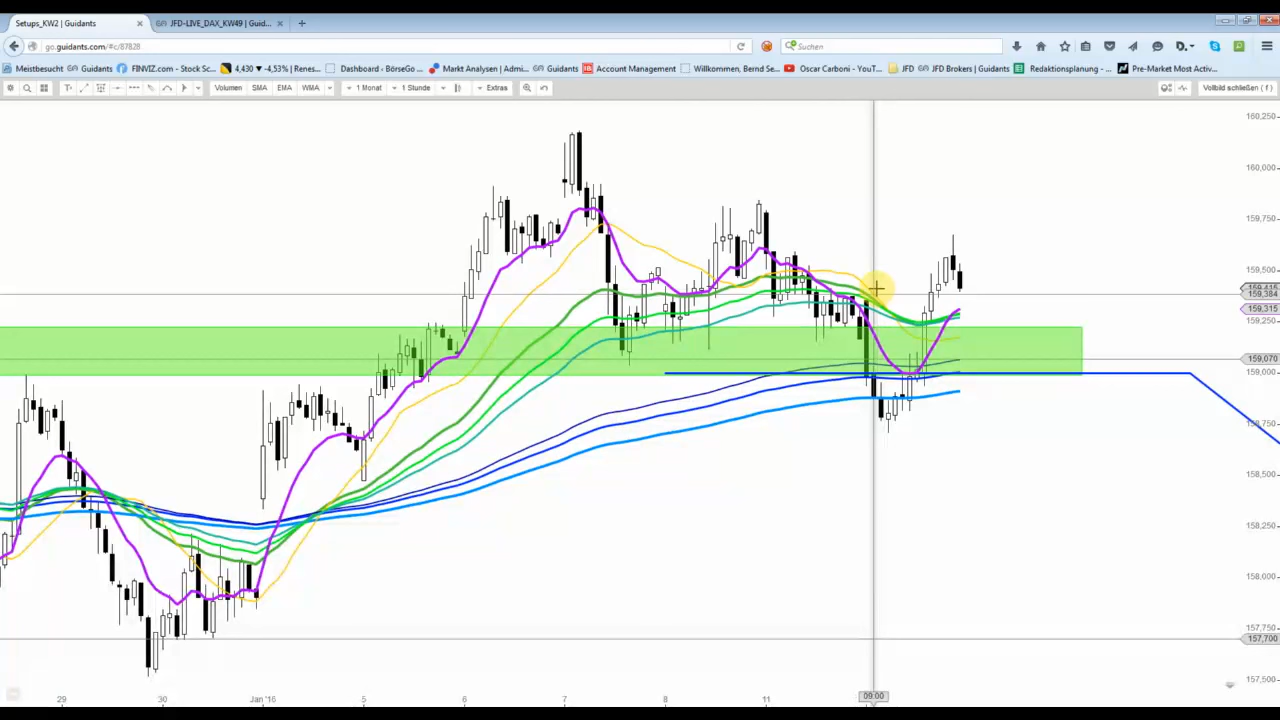 Setups_KW2 | Guidants
JFD-LIVE_DAX_KW49 | Guid...
go.guidants.com/#c/87828
Suchen
Meistbesucht
Guidants
FINVIZ.com - Stock Sc...
4,430 ▼ -4,53% | Renes...
Dashboard - BörseGo ...
Markt Analysen | Admi...
Guidants
Account Management
Willkommen, Bernd Se...
Oscar Carboni - YouT...
JFD
JFD Brokers | Guidants
Redaktionsplanung - ...
Pre-Market Most Activ...
Volumen
SMA
EMA
WMA
1 Monat
1 Stunde
Extras
Vollbild schließen ( f )
160,250
160,000
159,750
159,500
159,384
159,315
159,250
159,070
159,000
158,750
158,500
158,250
158,000
157,750
157,700
157,500
29
30
Jan '16
5
6
7
8
11
09:00